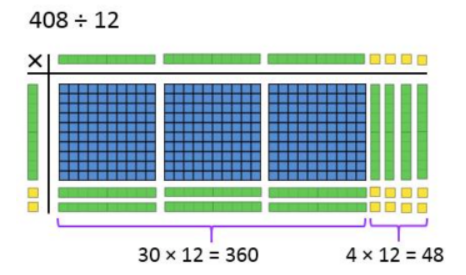 408 ÷ 12
×
30 × 12 = 360 4 × 12 = 48